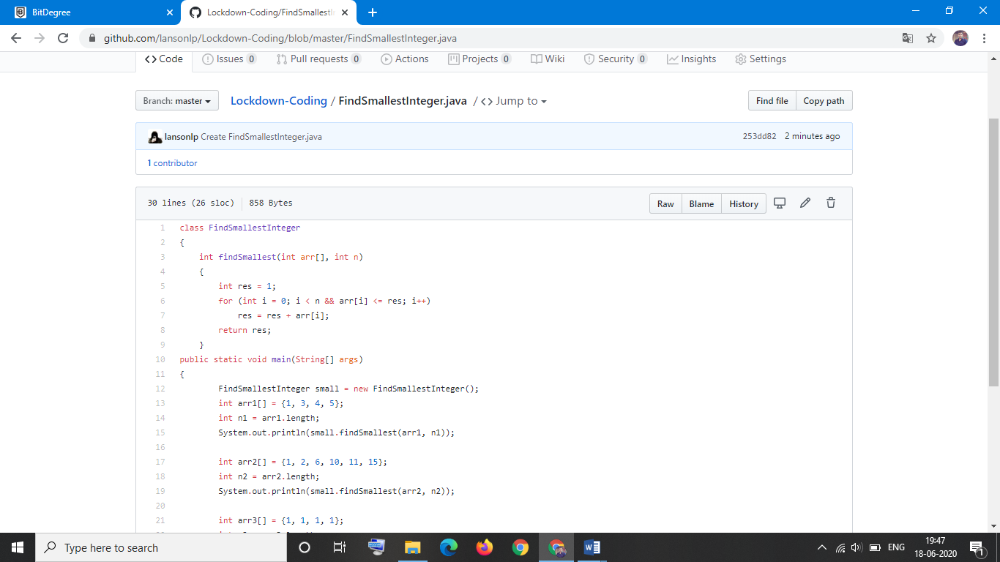 BitDegree
Lockdown-Coding/FindSmallestI
github.com/lansonlp/Lockdown-Coding/blob/master/FindSmallestInteger.java
Code Issues 0 Pull requests 0 Actions Projects 0 Wiki Security 0 Insights Settings
Branch: master Lockdown-Coding / FindSmallestInteger.java / <> Jump to Find file Copy path
lansonlp Create FindSmallestInteger.java 253dd82 2 minutes ago
1 contributor
30 lines (26 sloc) 858 Bytes Raw Blame History
1 class FindSmallestInteger
2 {
3 int findSmallest(int arr[], int n)
4 {
5 int res = 1;
6 for (int i = 0; i < n && arr[i] <= res; i++)
7 res = res + arr[i];
8 return res;
9 }
10 public static void main(String[] args)
11 {
12 FindSmallestInteger small = new FindSmallestInteger();
13 int arr1[] = {1, 3, 4, 5};
14 int n1 = arr1.length;
15 System.out.println(small.findSmallest(arr1, n1));
16
17 int arr2[] = {1, 2, 6, 10, 11, 15};
18 int n2 = arr2.length;
19 System.out.println(small.findSmallest(arr2, n2));
20
21 int arr3[] = {1, 1, 1, 1};
Type here to search
ENG
19:47
18-06-2020
1